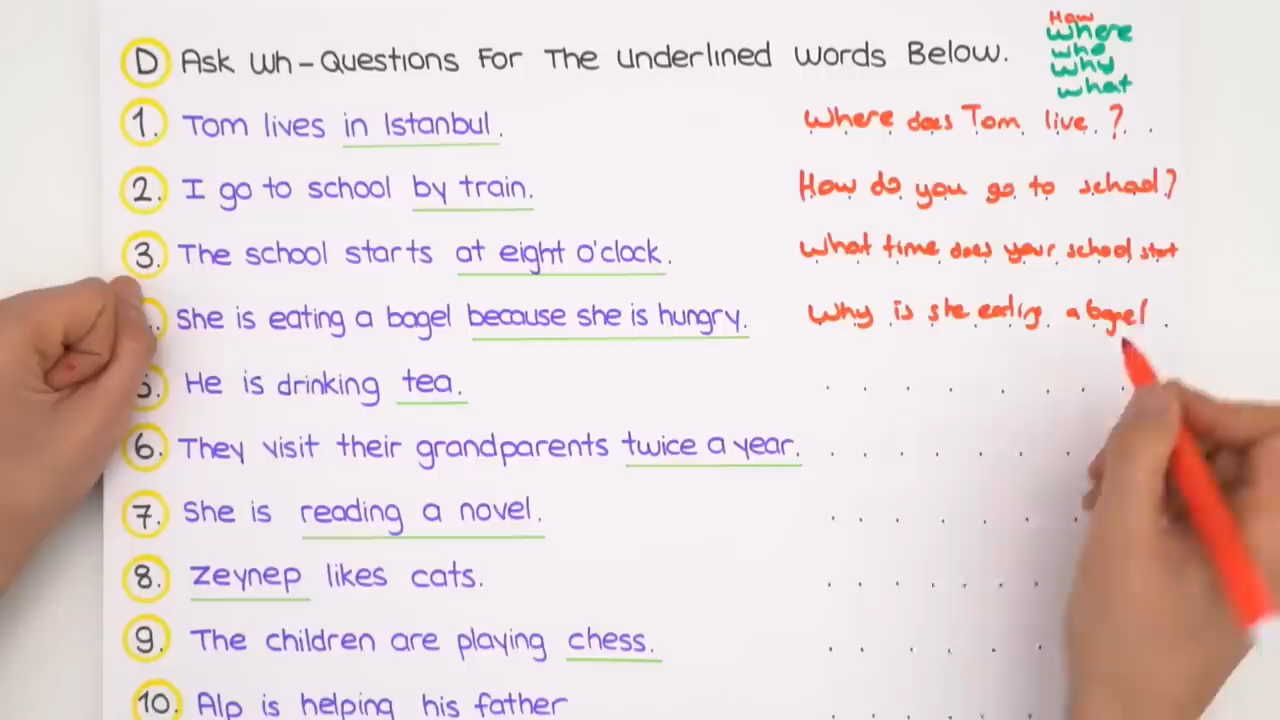 How
where
who
why
what
D Ask Wh-Questions For The Underlined Words Below.
1. Tom lives in Istanbul. Where does Tom live ?
2. I go to school by train. How do you go to school?
3. The school starts at eight o'clock. What time does your school start
She is eating a bagel because she is hungry. Why is she eating a bagel
5. He is drinking tea.
6. They visit their grandparents twice a year.
7. She is reading a novel.
8. Zeynep likes cats.
9. The children are playing chess.
10. Alp is helping his father